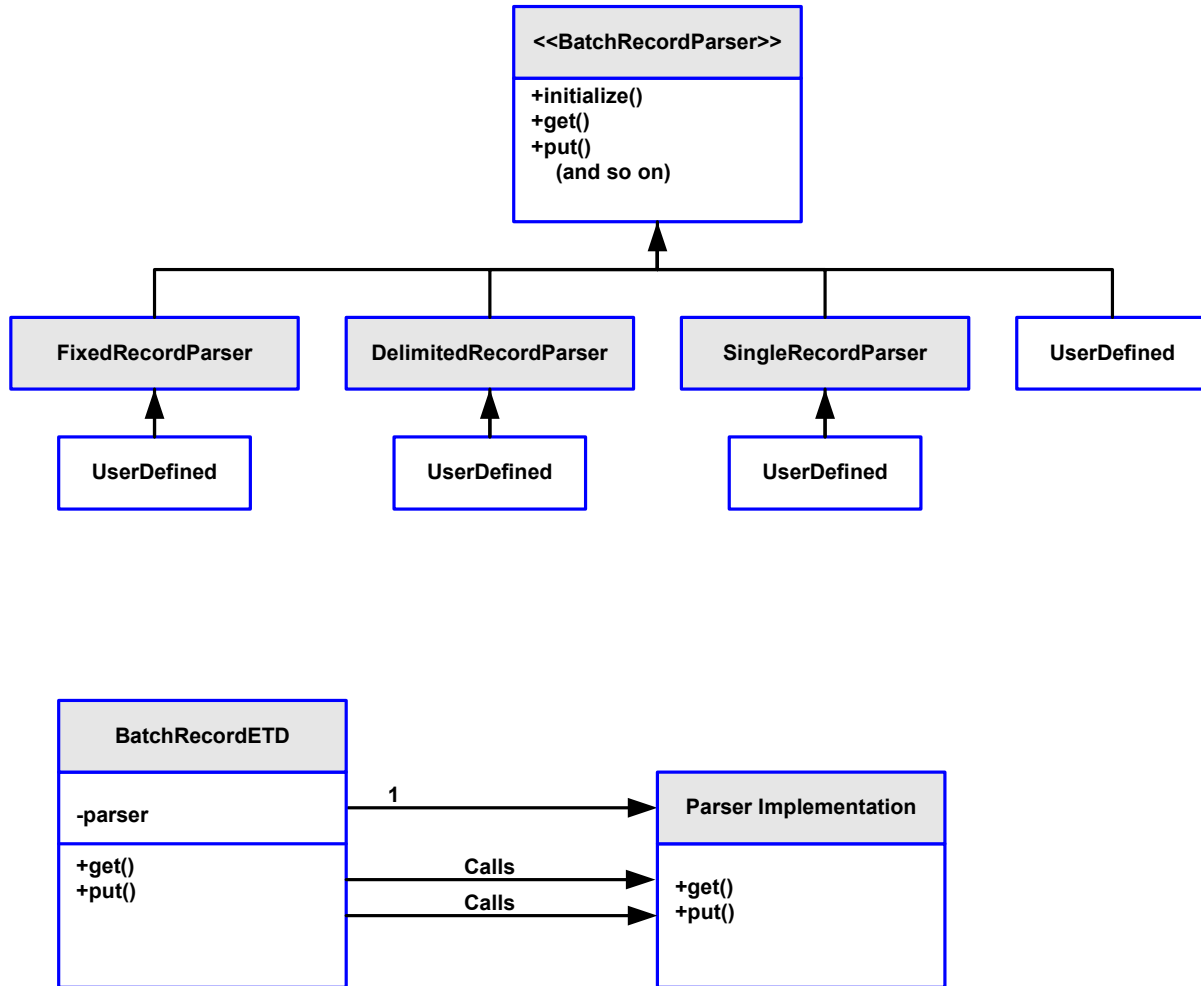 <<BatchRecordParser>>
+initialize()
+get()
+put()
(and so on)
FixedRecordParser
DelimitedRecordParser
SingleRecordParser
UserDefined
UserDefined
UserDefined
UserDefined
BatchRecordETD
-parser
+get()
+put()
1
Calls
Calls
Parser Implementation
+get()
+put()